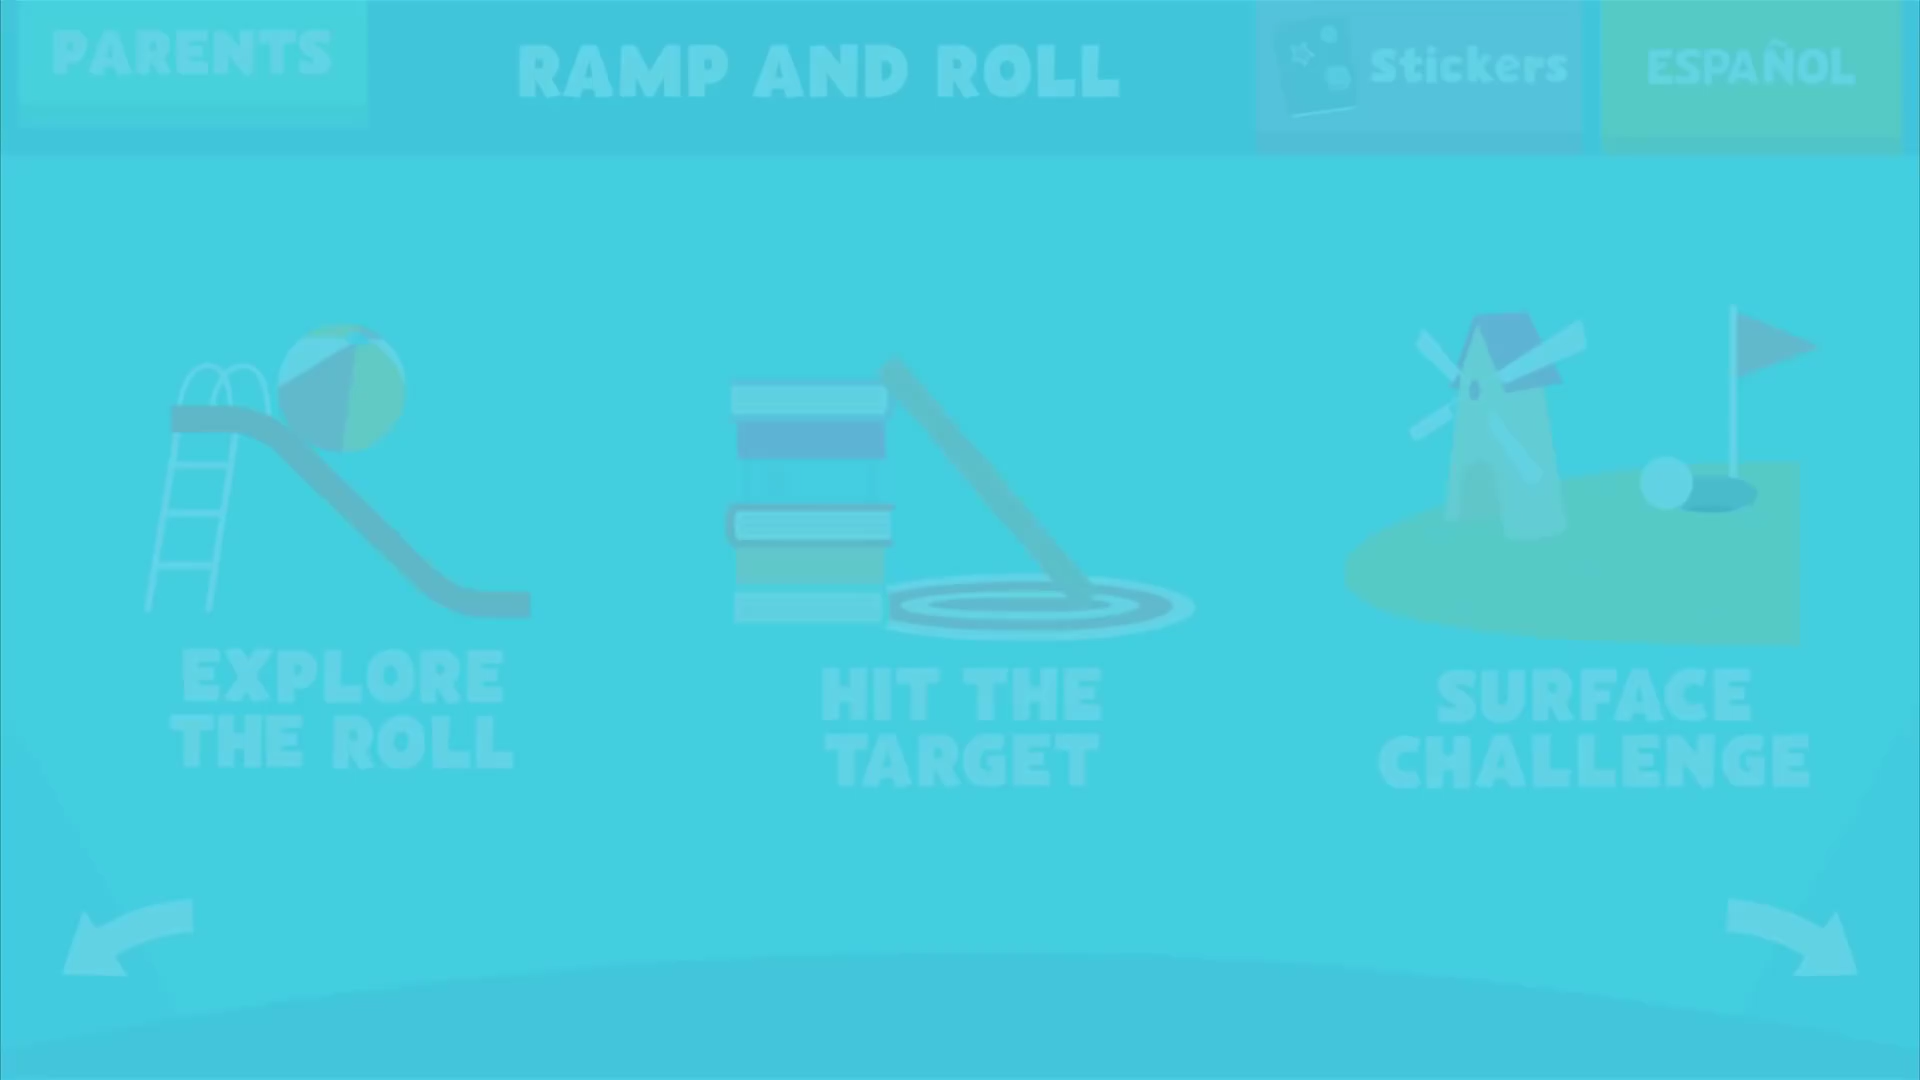 PARENTS
RAMP AND ROLL
Stickers
ESPAÑOL
EXPLORE
THE ROLL
HIT THE
TARGET
SURFACE
CHALLENGE